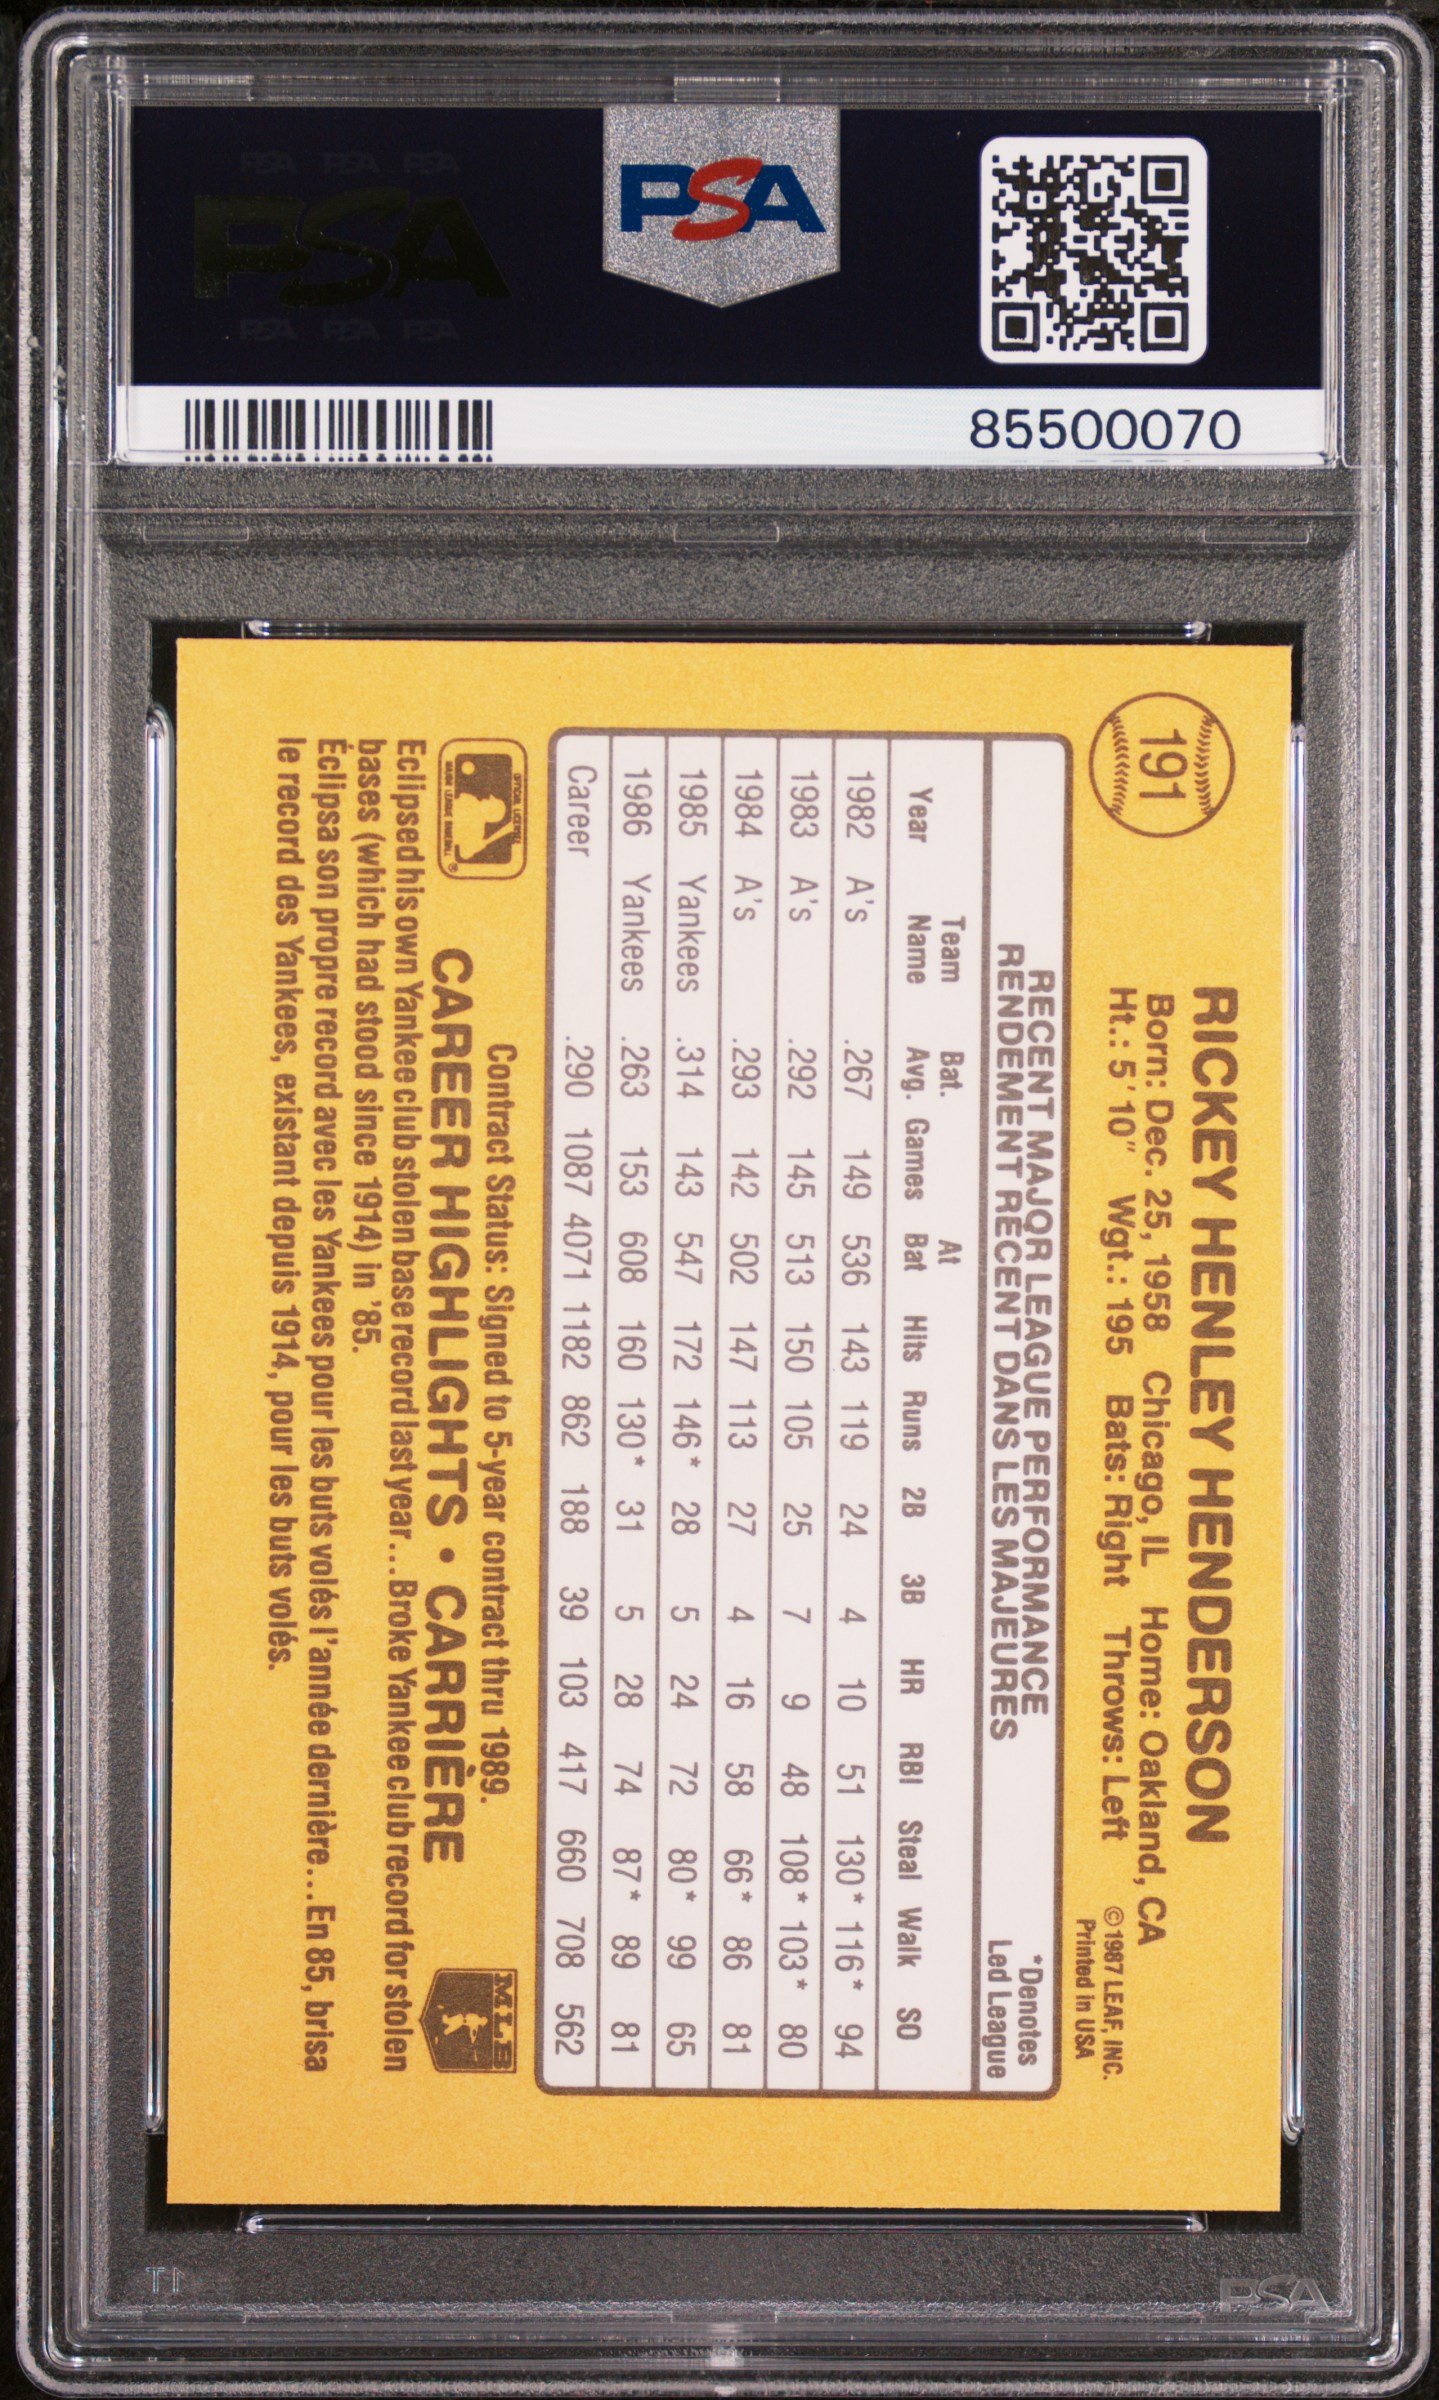 PSA PSA PSA
PSA
PSA PSA PSA
PSA
85500070
191
RICKEY HENLEY HENDERSON
Born: Dec. 25, 1958 Chicago, IL Home: Oakland, CA
Ht.: 5' 10" Wgt.: 195 Bats: Right Throws: Left
© 1987 LEAF, INC.
Printed in USA
RECENT MAJOR LEAGUE PERFORMANCE
RENDEMENT RÉCENT DANS LES MAJEURES
*Denotes
Led League
Year Team Name Bat. Avg. Games At Bat Hits Runs 2B 3B HR RBI Steal Walk SO
1982 A's .267 149 536 143 119 24 4 10 51 130* 116* 94
1983 A's .292 145 513 150 105 25 7 9 48 108* 103* 80
1984 A's .293 142 502 147 113 27 4 16 58 66* 86 81
1985 Yankees .314 143 547 172 146* 28 5 24 72 80* 99 65
1986 Yankees .263 153 608 160 130* 31 5 28 74 87* 89 81
Career .290 1087 4071 1182 862 188 39 103 417 660 708 562
Contract Status: Signed to 5-year contract thru 1989.
CAREER HIGHLIGHTS • CARRIÈRE
MLB
Eclipsed his own Yankee club stolen base record last year...Broke Yankee club record for stolen
bases (which had stood since 1914) in '85.
Éclipsa son propre record avec les Yankees pour les buts volés l'année dernière...En 85, brisa
le record des Yankees, existant depuis 1914, pour les buts volés.
PSA